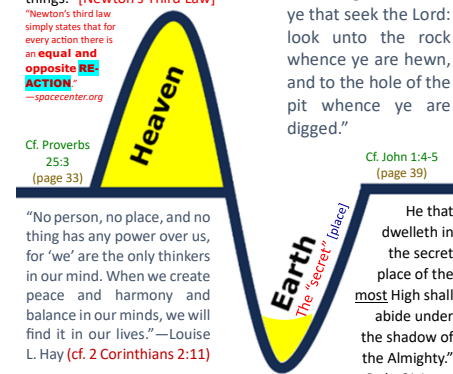 things." [Newton's Third Law]
"Newton's third law
simply states that for
every action there is
an equal and
opposite RE-
ACTION."
—spacecenter.org
ye that seek the Lord:
look unto the rock
whence ye are hewn,
and to the hole of the
pit whence ye are
digged."
Heaven
Cf. Proverbs
25:3
(page 33)
Cf. John 1:4-5
(page 39)
"No person, no place, and no
thing has any power over us,
for 'we' are the only thinkers
in our mind. When we create
peace and harmony and
balance in our minds, we will
find it in our lives."—Louise
L. Hay (cf. 2 Corinthians 2:11)
Earth
The "secret" [place]
He that
dwelleth in
the secret
place of the
most High shall
abide under
the shadow of
the Almighty."